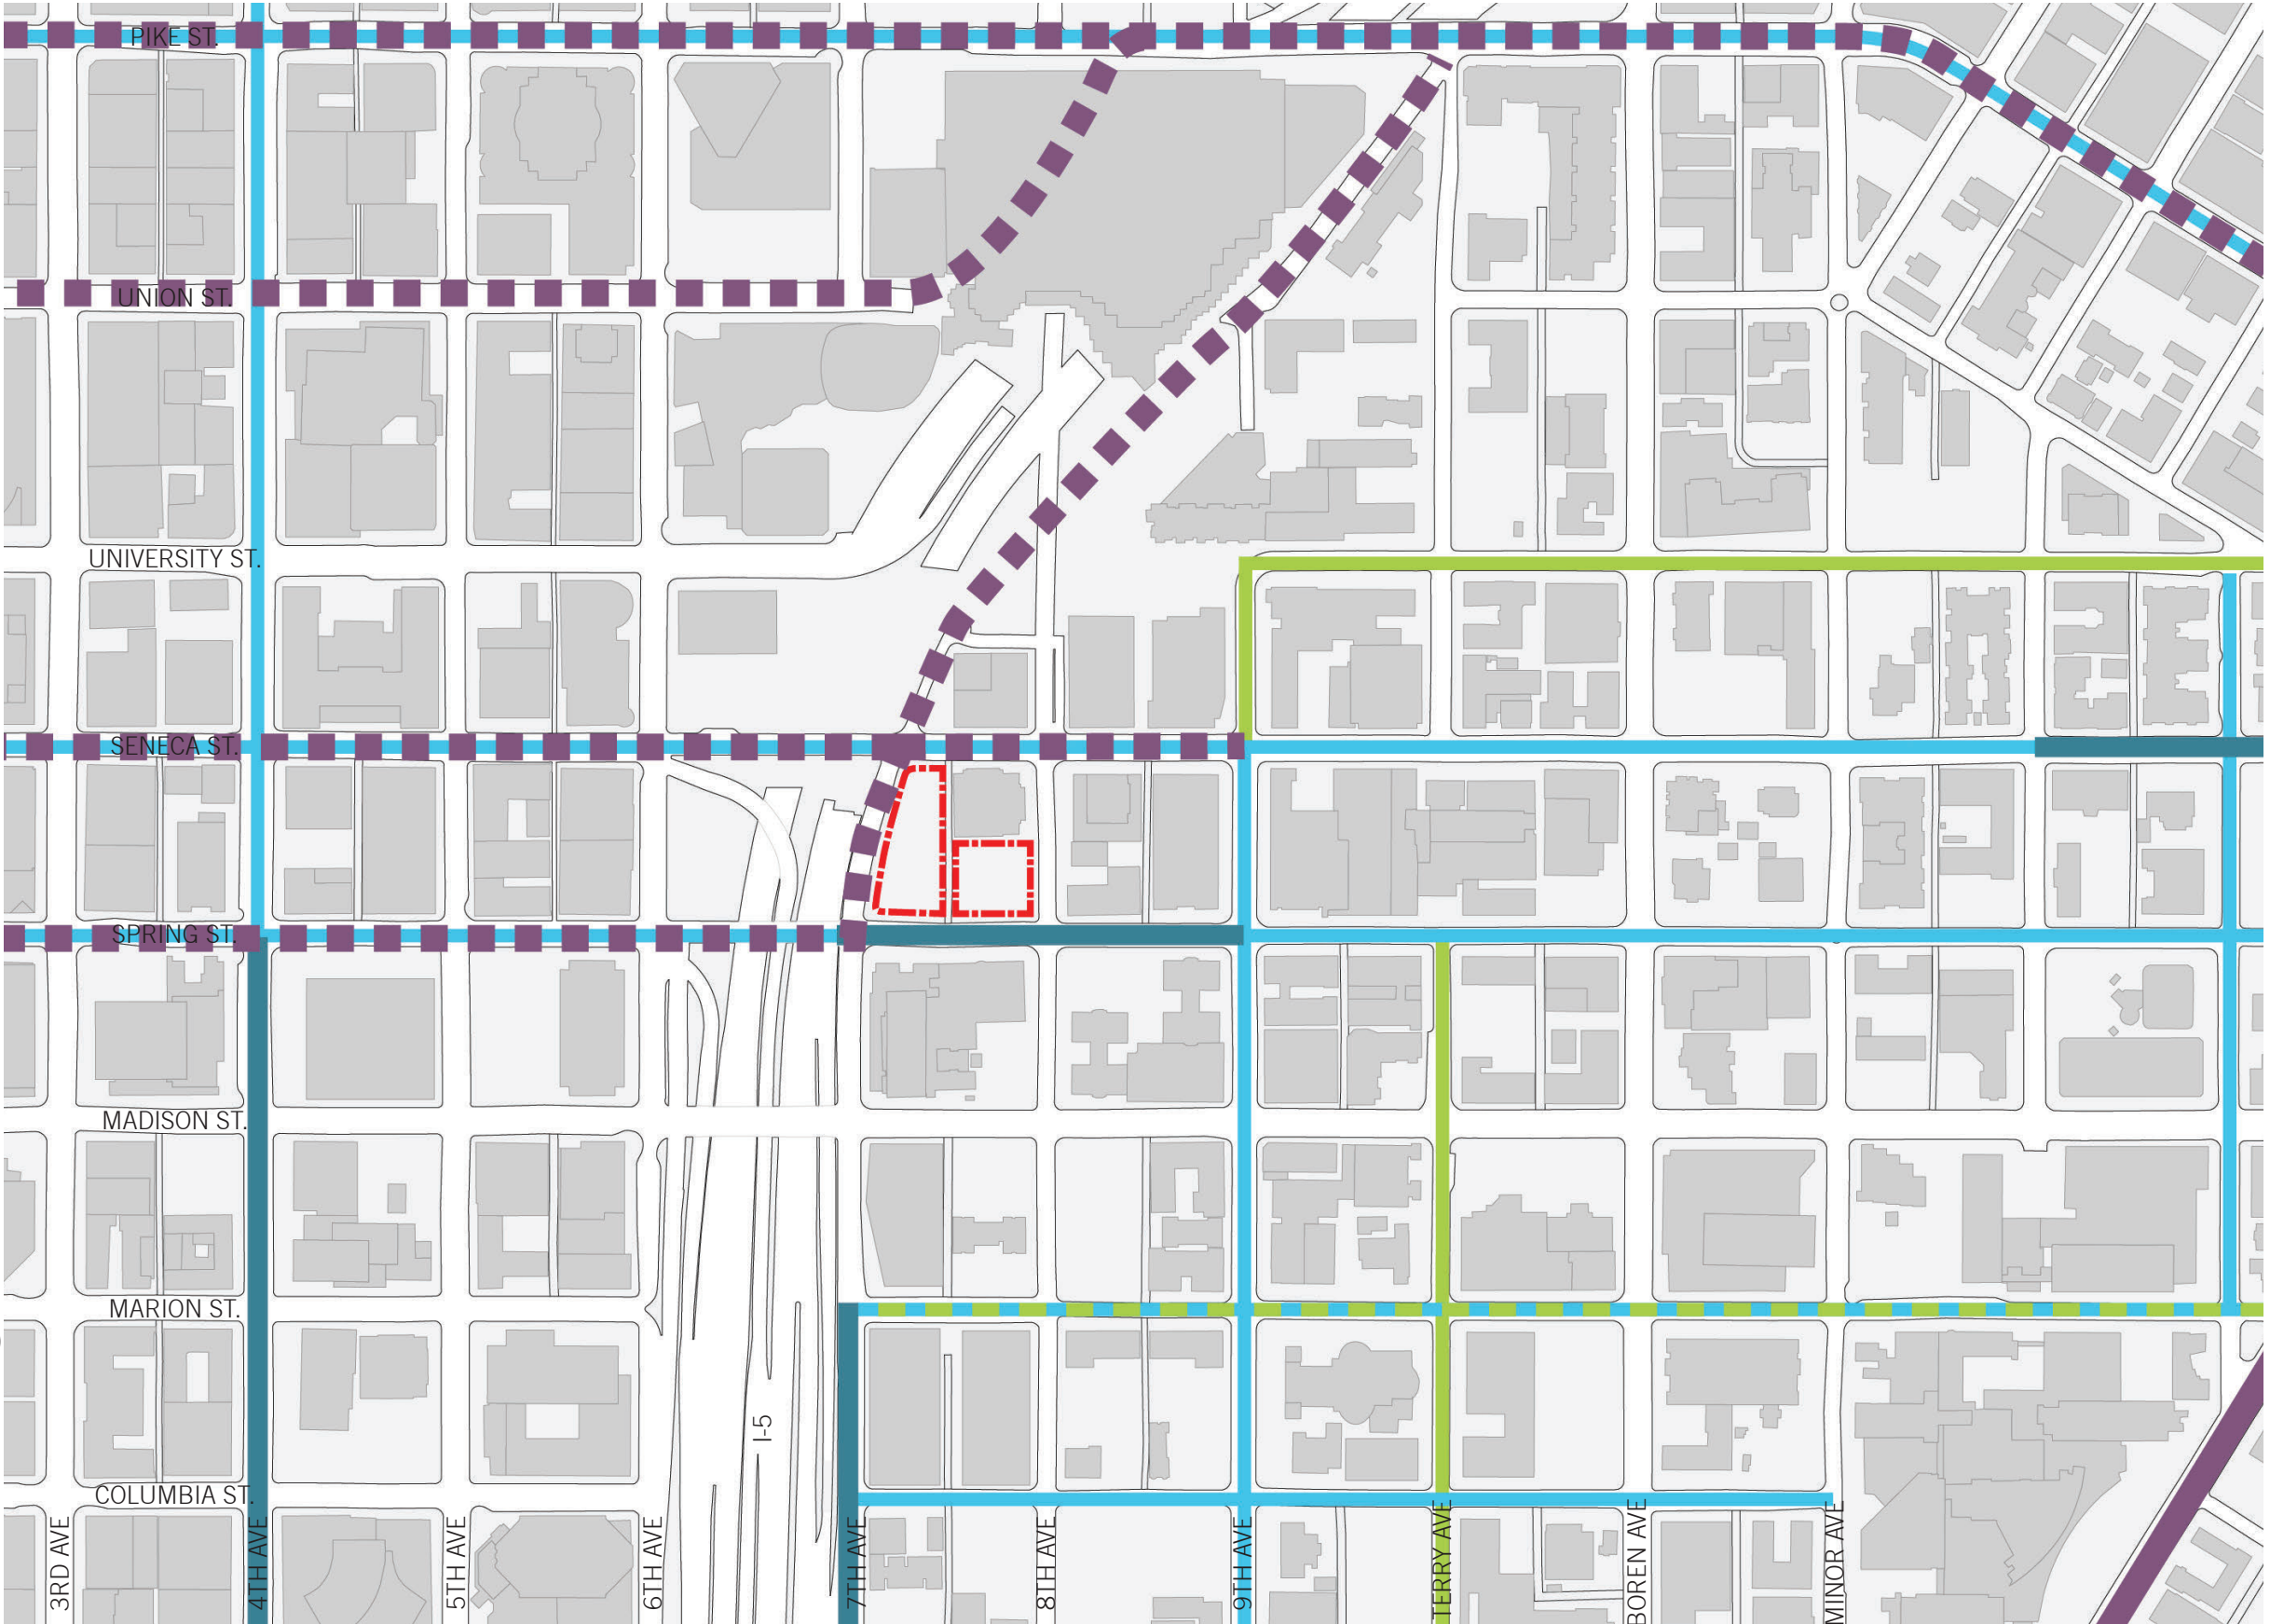 PIKE ST.
UNION ST.
UNIVERSITY ST.
SENECA ST.
SPRING ST.
MADISON ST.
MARION ST.
I-5
COLUMBIA ST.
3RD AVE
4TH AVE
5TH AVE
6TH AVE
7TH AVE
8TH AVE
9TH AVE
TERRY AVE
BOREN AVE
MINOR AVE